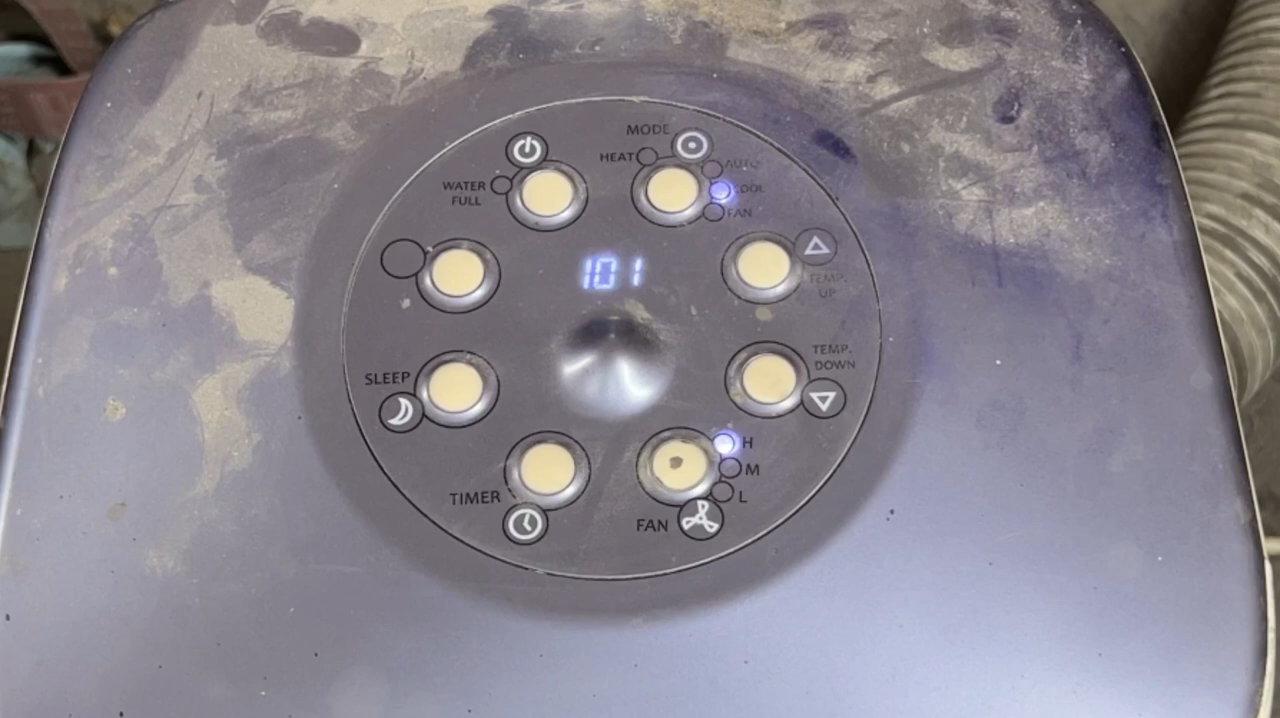 MODE
HEAT
AUTO
WATER
FULL
COOL
FAN
101
TEMP.
UP
TEMP.
DOWN
SLEEP
H
M
L
TIMER
FAN